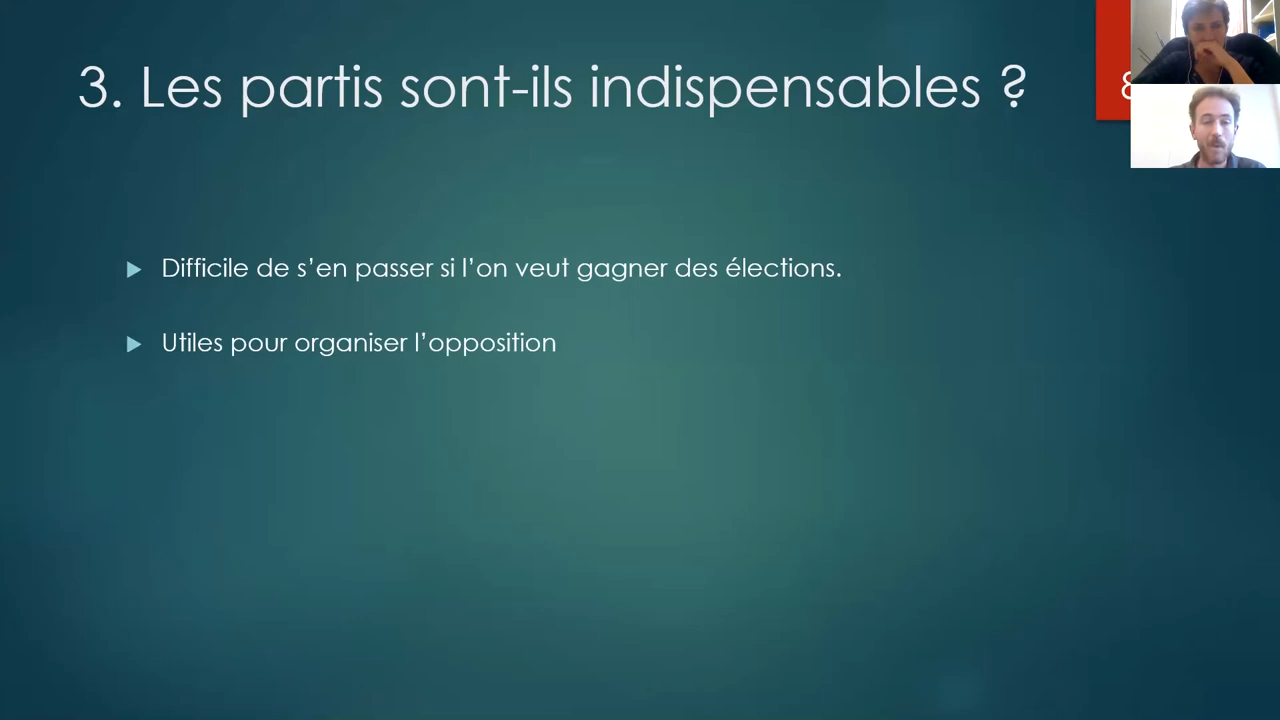 3. Les partis sont-ils indispensables ?
Difficile de s’en passer si l’on veut gagner des élections.
Utiles pour organiser l’opposition